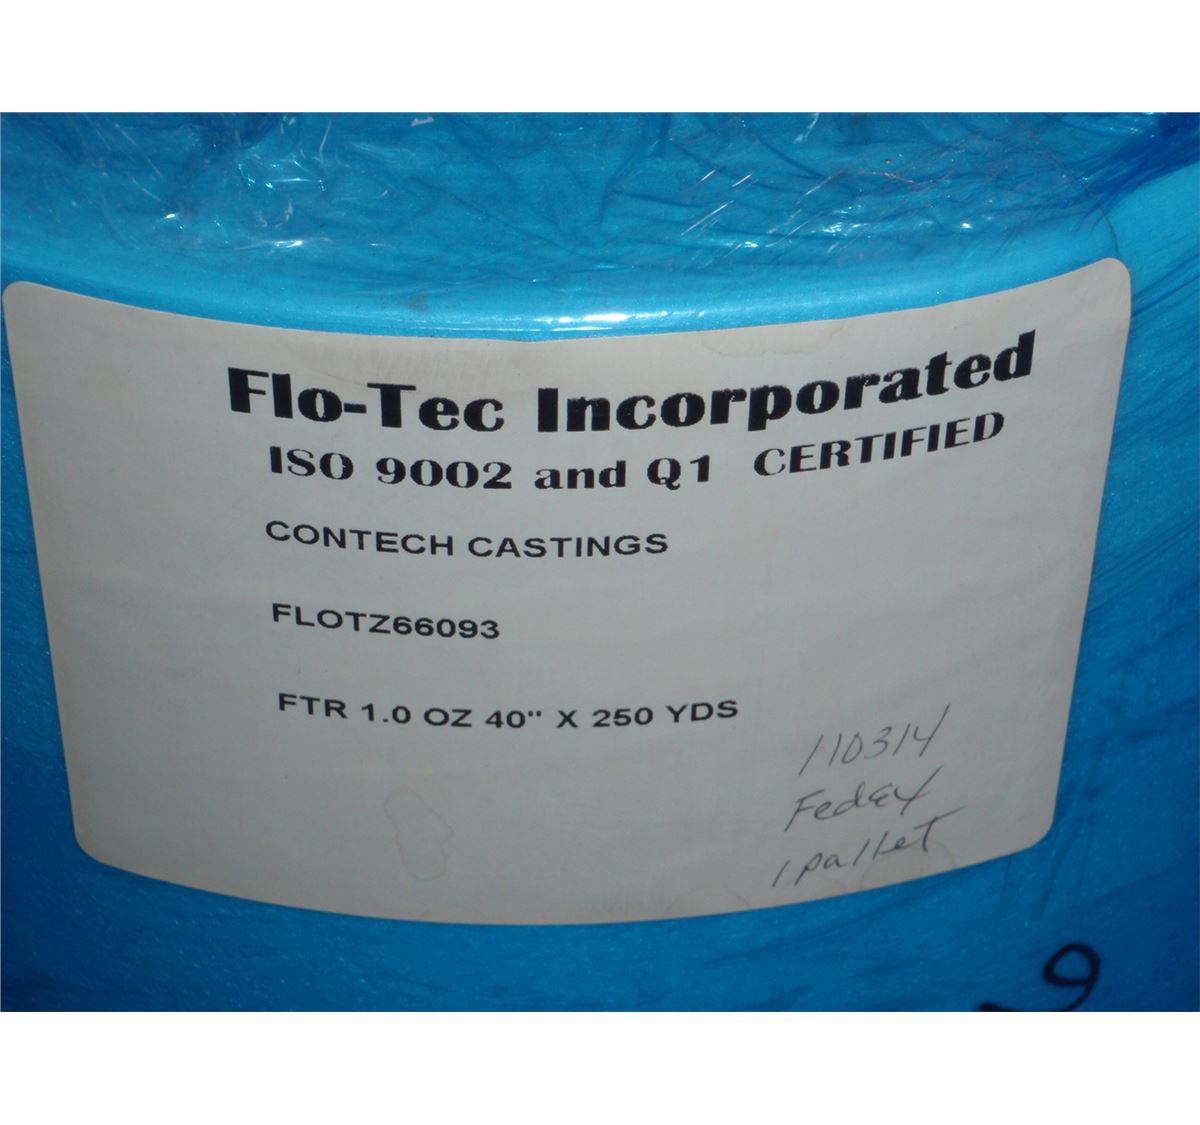 Flo-Tec Incorporated
ISO 9002 and Q1 CERTIFIED
CONTECH CASTINGS
FLOTZ66093
FTR 1.0 OZ 40" X 250 YDS
110314
Fedex
1 pallet
9